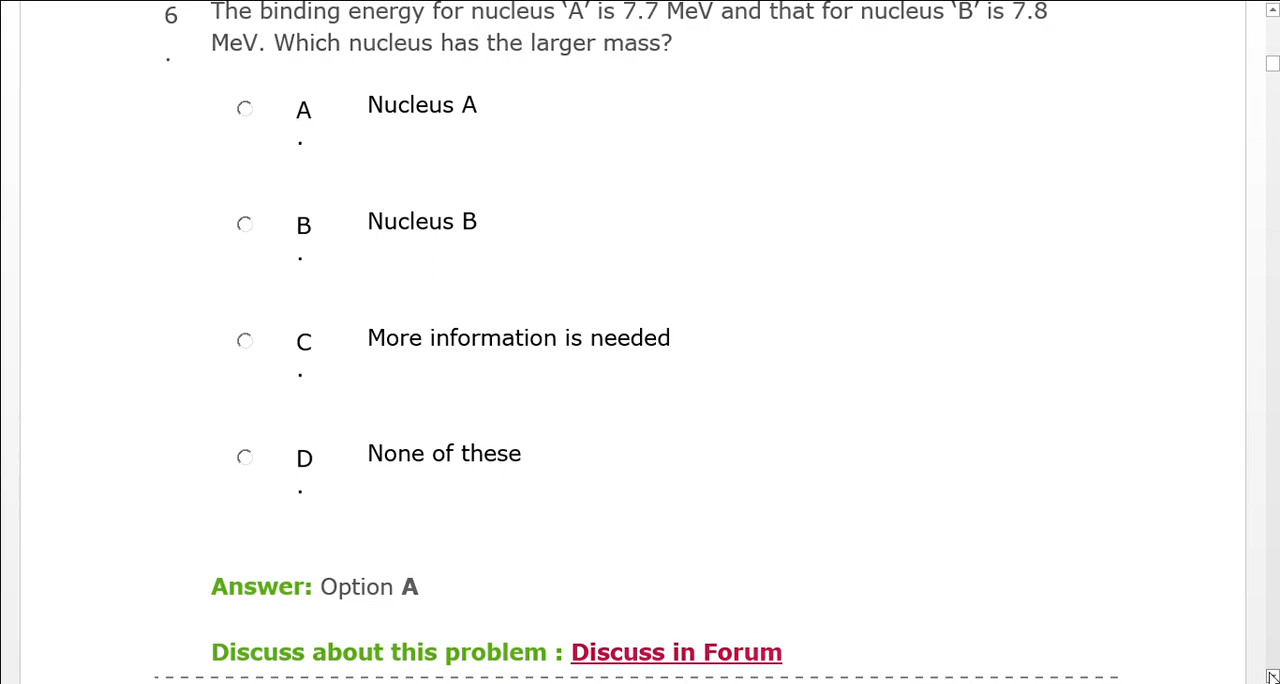 6 The binding energy for nucleus ‘A’ is 7.7 MeV and that for nucleus ‘B’ is 7.8
. MeV. Which nucleus has the larger mass?
A. Nucleus A
B. Nucleus B
C. More information is needed
D. None of these
Answer: Option A
Discuss about this problem : Discuss in Forum